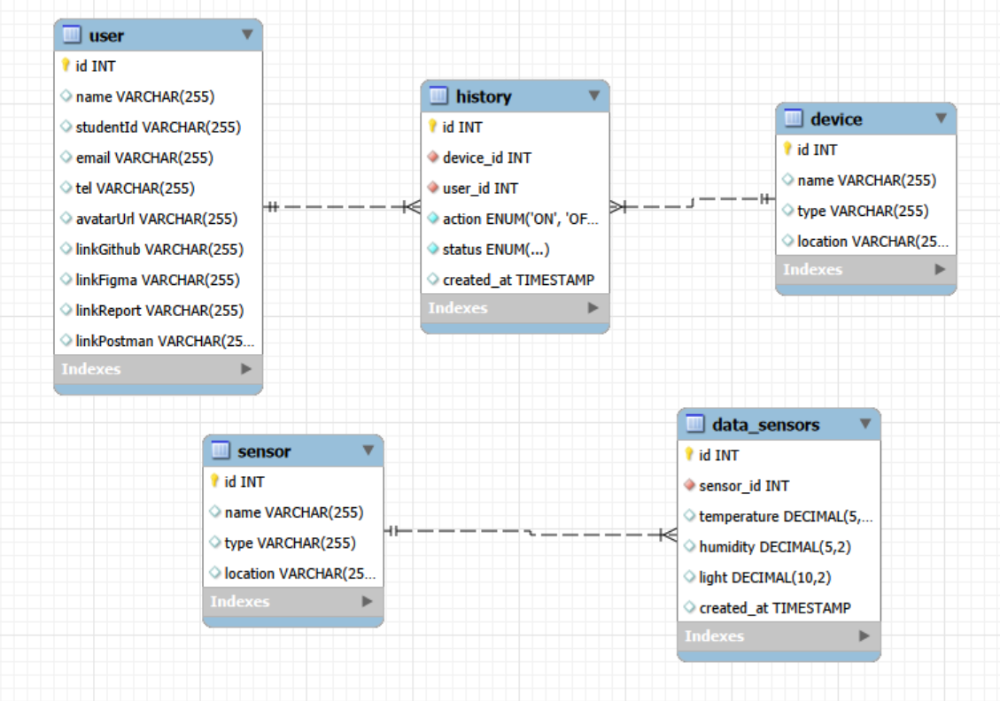 user
id INT
name VARCHAR(255)
studentId VARCHAR(255)
email VARCHAR(255)
tel VARCHAR(255)
avatarUrl VARCHAR(255)
linkGithub VARCHAR(255)
linkFigma VARCHAR(255)
linkReport VARCHAR(255)
linkPostman VARCHAR(25...
Indexes
history
id INT
device_id INT
user_id INT
action ENUM('ON', 'OF...
status ENUM(...)
created_at TIMESTAMP
Indexes
device
id INT
name VARCHAR(255)
type VARCHAR(255)
location VARCHAR(25...
Indexes
sensor
id INT
name VARCHAR(255)
type VARCHAR(255)
location VARCHAR(25...
Indexes
data_sensors
id INT
sensor_id INT
temperature DECIMAL(5,...
humidity DECIMAL(5,2)
light DECIMAL(10,2)
created_at TIMESTAMP
Indexes